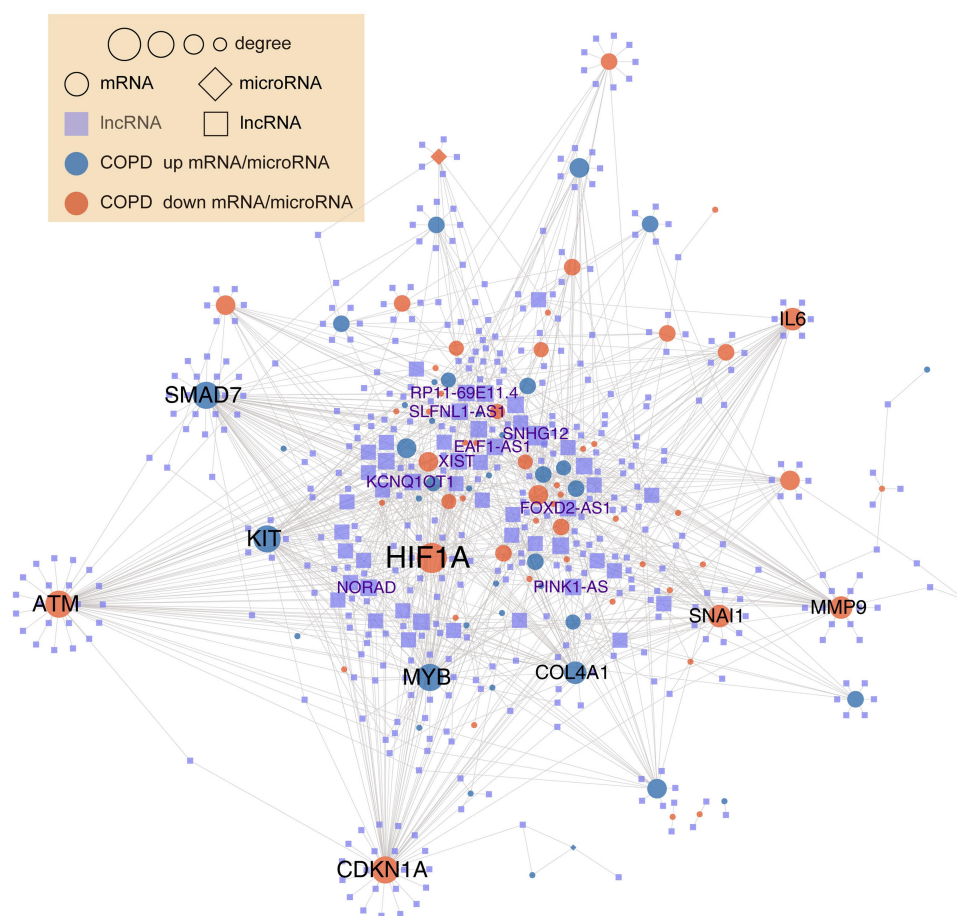 degree
mRNA
microRNA
lncRNA
lncRNA
COPD up mRNA/microRNA
COPD down mRNA/microRNA
IL6
SMAD7
RP11-69E11.4
SLFNL1-AS1
SNHG12
EAF1-AS1
XIST
KCNQ1OT1
FOXD2-AS1
KIT
HIF1A
NORAD
PINK1-AS
ATM
MMP9
SNAI1
MYB
COL4A1
CDKN1A